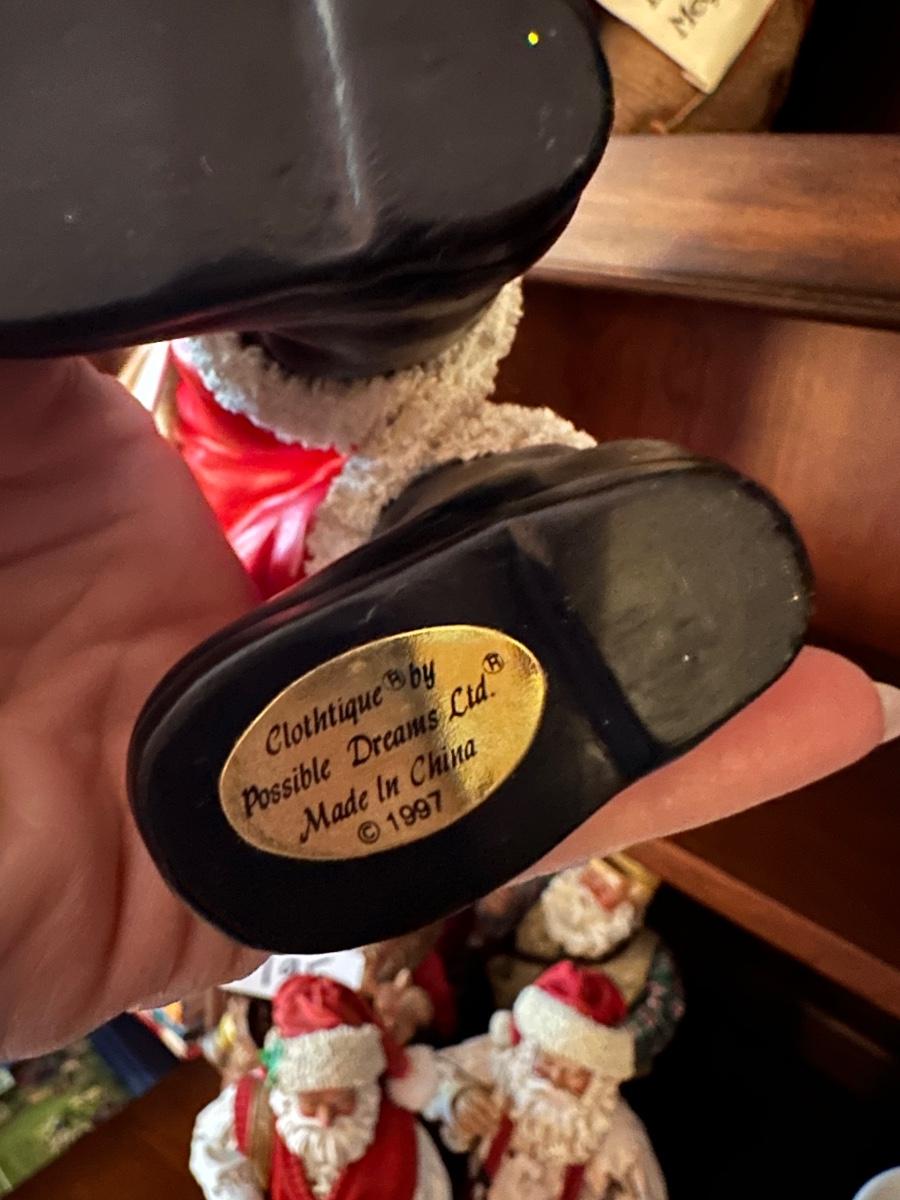 Clothtique® by
Possible Dreams Ltd.®
Made In China
© 1997